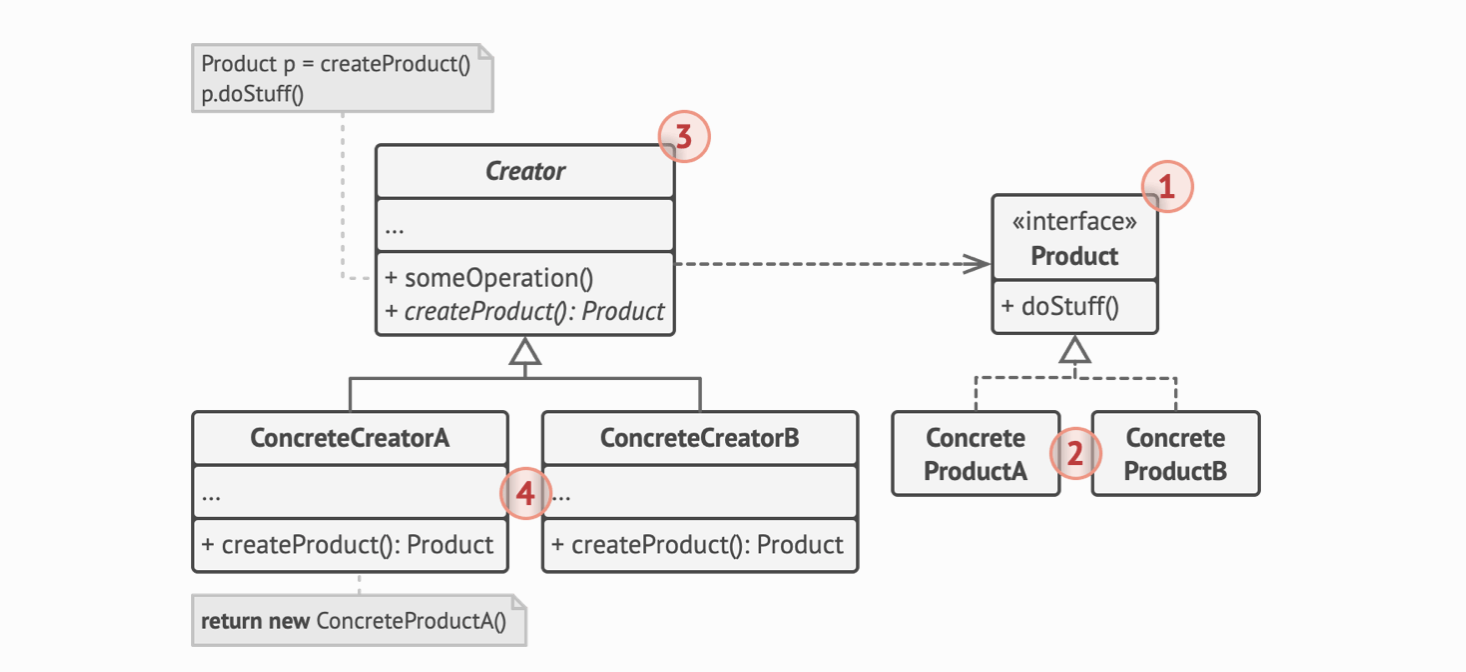 Product p = createProduct()
p.doStuff()
3
Creator
...
+ someOperation()
+ createProduct(): Product
1
«interface»
Product
+ doStuff()
ConcreteCreatorA
...
+ createProduct(): Product
4
ConcreteCreatorB
...
+ createProduct(): Product
Concrete
ProductA
2
Concrete
ProductB
return new ConcreteProductA()